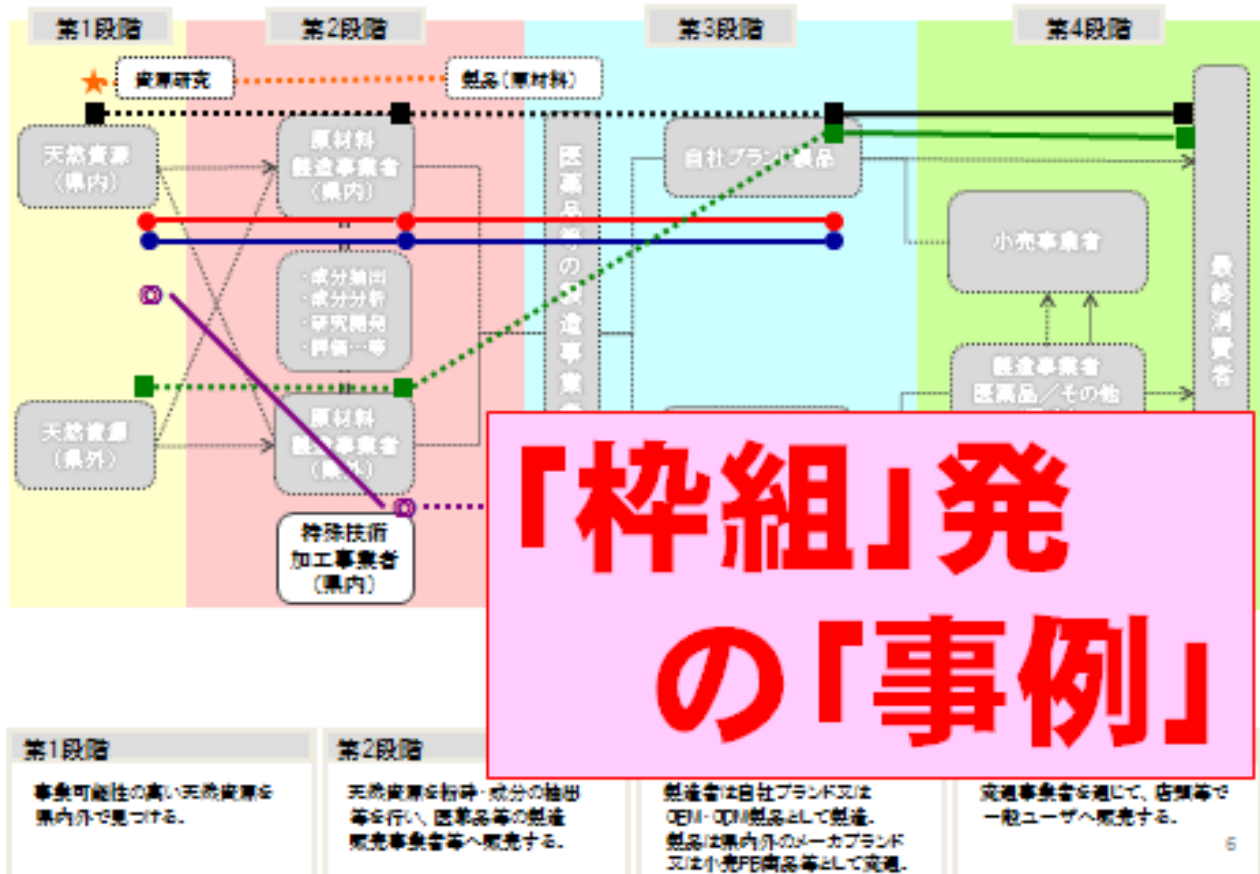 第1段階
第2段階
第3段階
第4段階
資源研究
製品(原材料)
天然資源
(県内)
原材料
製造事業者
(県内)
・成分抽出
・成分分析
・研究開発
・評価…等
天然資源
(県外)
原材料
製造事業者
(県外)
特殊技術
加工事業者
(県内)
医薬品等の製造事業
自社ブランド製品
小売事業者
製造事業者
医薬品/その他
最終消費者
「枠組」発
の「事例」
第1段階
事業可能性の高い天然資源を
県内外で見つける。
第2段階
天然資源を粉砕・成分の抽出
等を行い、医薬品等の製造
販売事業者等へ販売する。
製造者は自社ブランド又は
OEM・ODM製品として製造。
製品は県内外のメーカブランド
又は小売PB商品等として流通。
流通事業者を通じて、店頭等で
一般ユーザへ販売する。
6